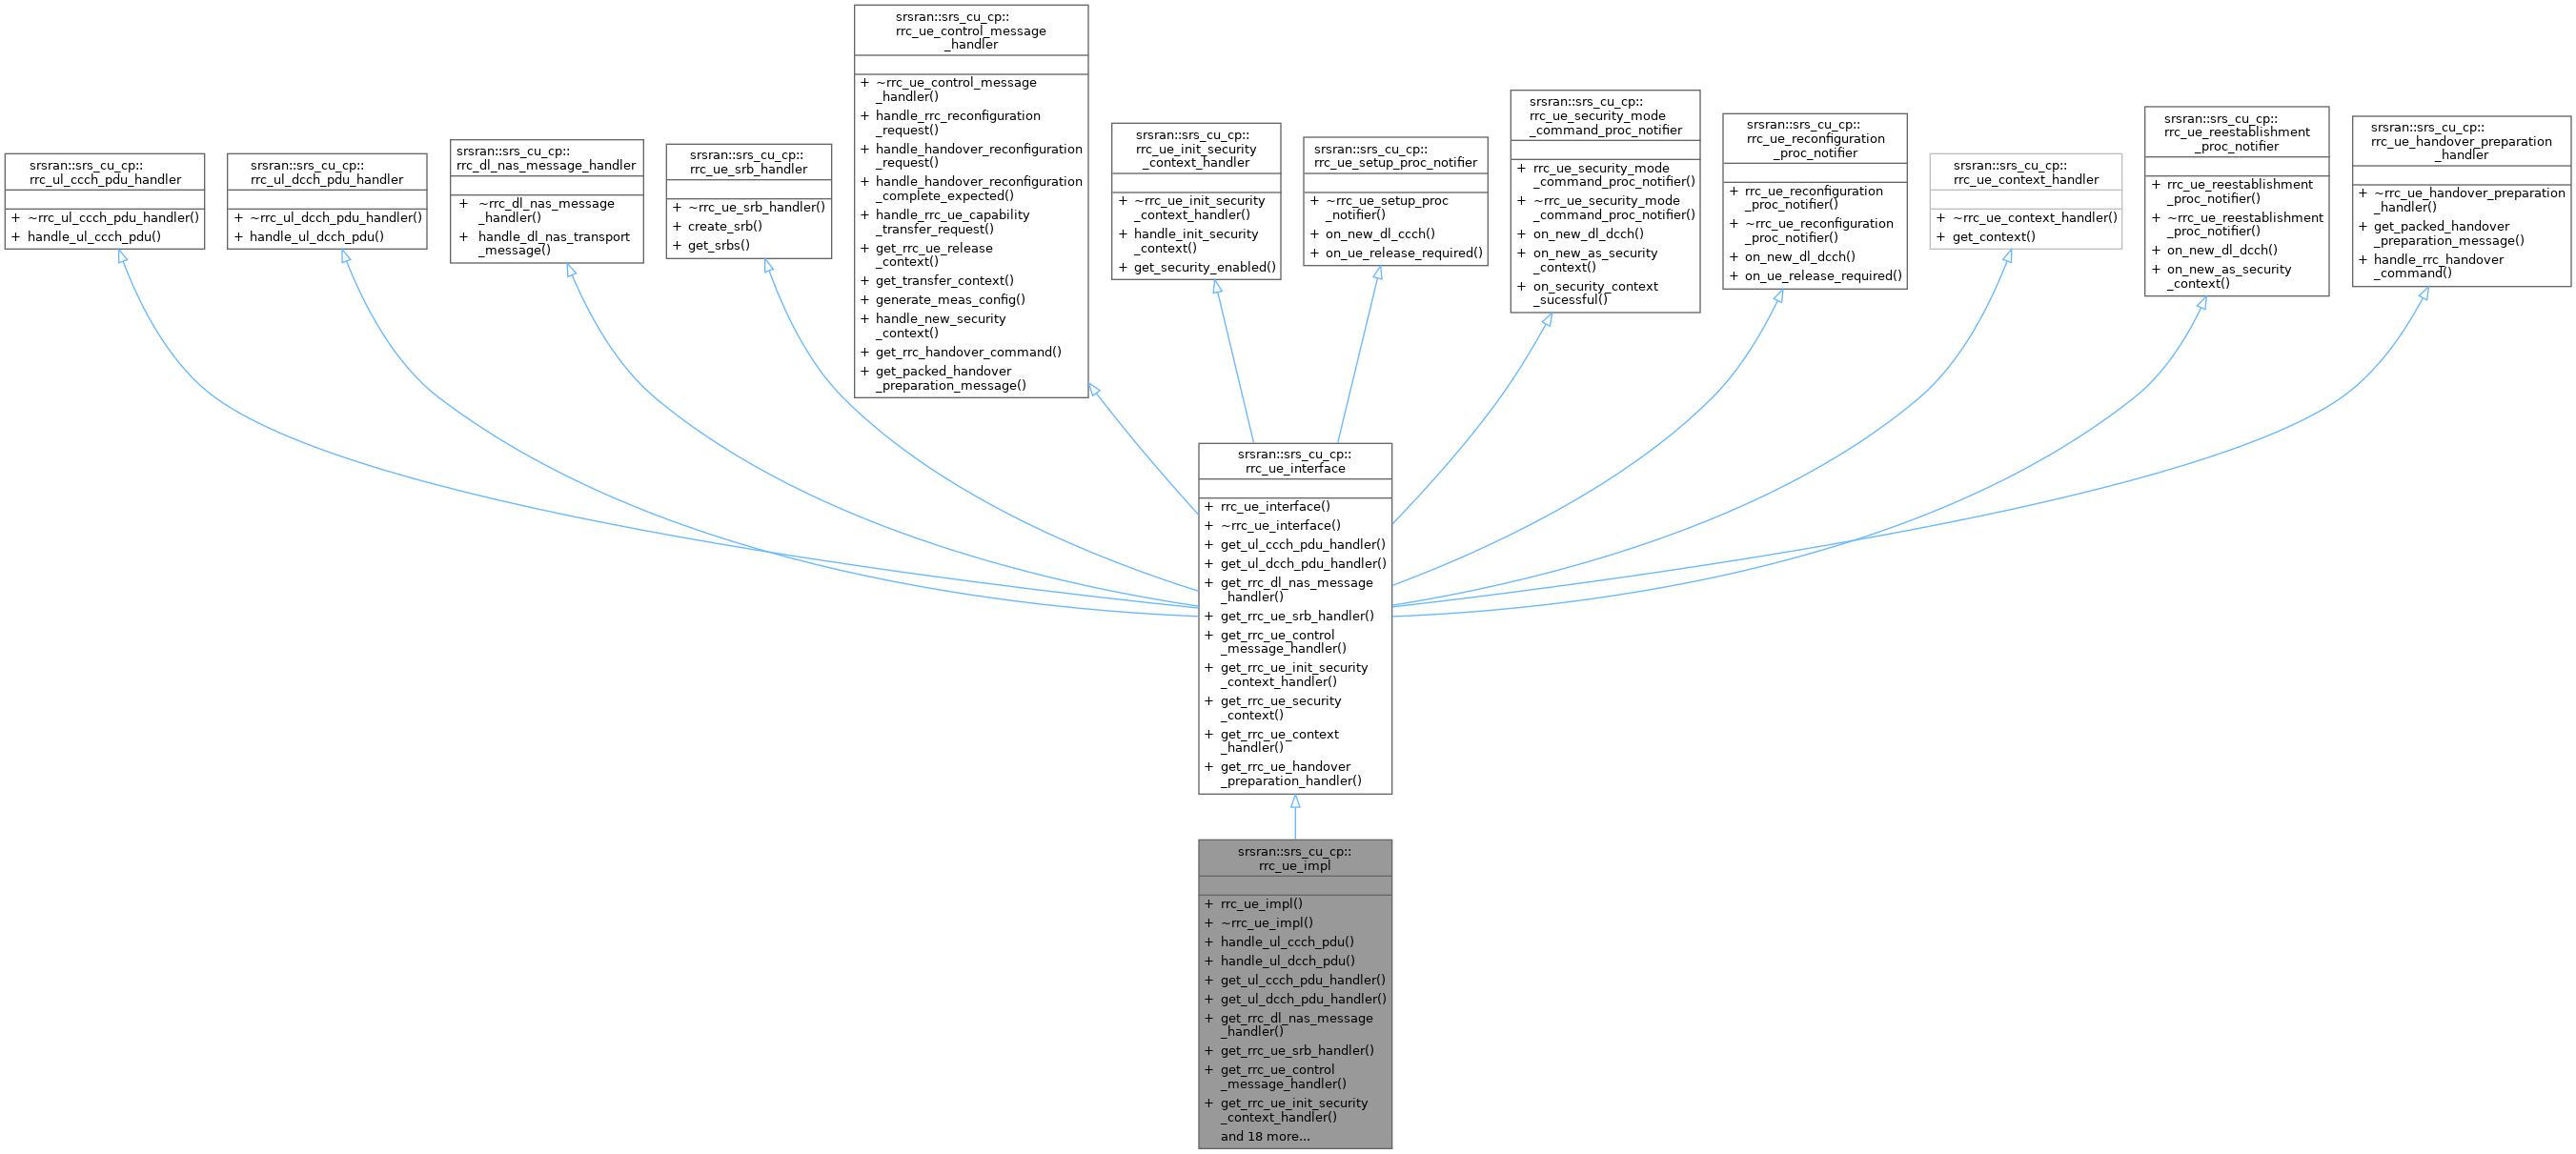 srsran::srs_cu_cp::
rrc_ul_ccch_pdu_handler
+ ~rrc_ul_ccch_pdu_handler()
+ handle_ul_ccch_pdu()
srsran::srs_cu_cp::
rrc_ul_dcch_pdu_handler
+ ~rrc_ul_dcch_pdu_handler()
+ handle_ul_dcch_pdu()
srsran::srs_cu_cp::
rrc_dl_nas_message_handler
+ ~rrc_dl_nas_message
_handler()
+ handle_dl_nas_transport
_message()
srsran::srs_cu_cp::
rrc_ue_srb_handler
+ ~rrc_ue_srb_handler()
+ create_srb()
+ get_srbs()
srsran::srs_cu_cp::
rrc_ue_control_message
_handler
+ ~rrc_ue_control_message
_handler()
+ handle_rrc_reconfiguration
_request()
+ handle_handover_reconfiguration
_request()
+ handle_handover_reconfiguration
_complete_expected()
+ handle_rrc_ue_capability
_transfer_request()
+ get_rrc_ue_release
_context()
+ get_transfer_context()
+ generate_meas_config()
+ handle_new_security
_context()
+ get_rrc_handover_command()
+ get_packed_handover
_preparation_message()
srsran::srs_cu_cp::
rrc_ue_init_security
_context_handler
+ ~rrc_ue_init_security
_context_handler()
+ handle_init_security
_context()
+ get_security_enabled()
srsran::srs_cu_cp::
rrc_ue_setup_proc_notifier
+ ~rrc_ue_setup_proc
_notifier()
+ on_new_dl_ccch()
+ on_ue_release_required()
srsran::srs_cu_cp::
rrc_ue_security_mode
_command_proc_notifier
+ rrc_ue_security_mode
_command_proc_notifier()
+ ~rrc_ue_security_mode
_command_proc_notifier()
+ on_new_dl_dcch()
+ on_new_as_security
_context()
+ on_security_context
_sucessful()
srsran::srs_cu_cp::
rrc_ue_reconfiguration
_proc_notifier
+ rrc_ue_reconfiguration
_proc_notifier()
+ ~rrc_ue_reconfiguration
_proc_notifier()
+ on_new_dl_dcch()
+ on_ue_release_required()
srsran::srs_cu_cp::
rrc_ue_context_handler
+ ~rrc_ue_context_handler()
+ get_context()
srsran::srs_cu_cp::
rrc_ue_reestablishment
_proc_notifier
+ rrc_ue_reestablishment
_proc_notifier()
+ ~rrc_ue_reestablishment
_proc_notifier()
+ on_new_dl_dcch()
+ on_new_as_security
_context()
srsran::srs_cu_cp::
rrc_ue_handover_preparation
_handler
+ ~rrc_ue_handover_preparation
_handler()
+ get_packed_handover
_preparation_message()
+ handle_rrc_handover
_command()
srsran::srs_cu_cp::
rrc_ue_interface
+ rrc_ue_interface()
+ ~rrc_ue_interface()
+ get_ul_ccch_pdu_handler()
+ get_ul_dcch_pdu_handler()
+ get_rrc_dl_nas_message
_handler()
+ get_rrc_ue_srb_handler()
+ get_rrc_ue_control
_message_handler()
+ get_rrc_ue_init_security
_context_handler()
+ get_rrc_ue_security
_context()
+ get_rrc_ue_context
_handler()
+ get_rrc_ue_handover
_preparation_handler()
srsran::srs_cu_cp::
rrc_ue_impl
+ rrc_ue_impl()
+ ~rrc_ue_impl()
+ handle_ul_ccch_pdu()
+ handle_ul_dcch_pdu()
+ get_ul_ccch_pdu_handler()
+ get_ul_dcch_pdu_handler()
+ get_rrc_dl_nas_message
_handler()
+ get_rrc_ue_srb_handler()
+ get_rrc_ue_control
_message_handler()
+ get_rrc_ue_init_security
_context_handler()
and 18 more...